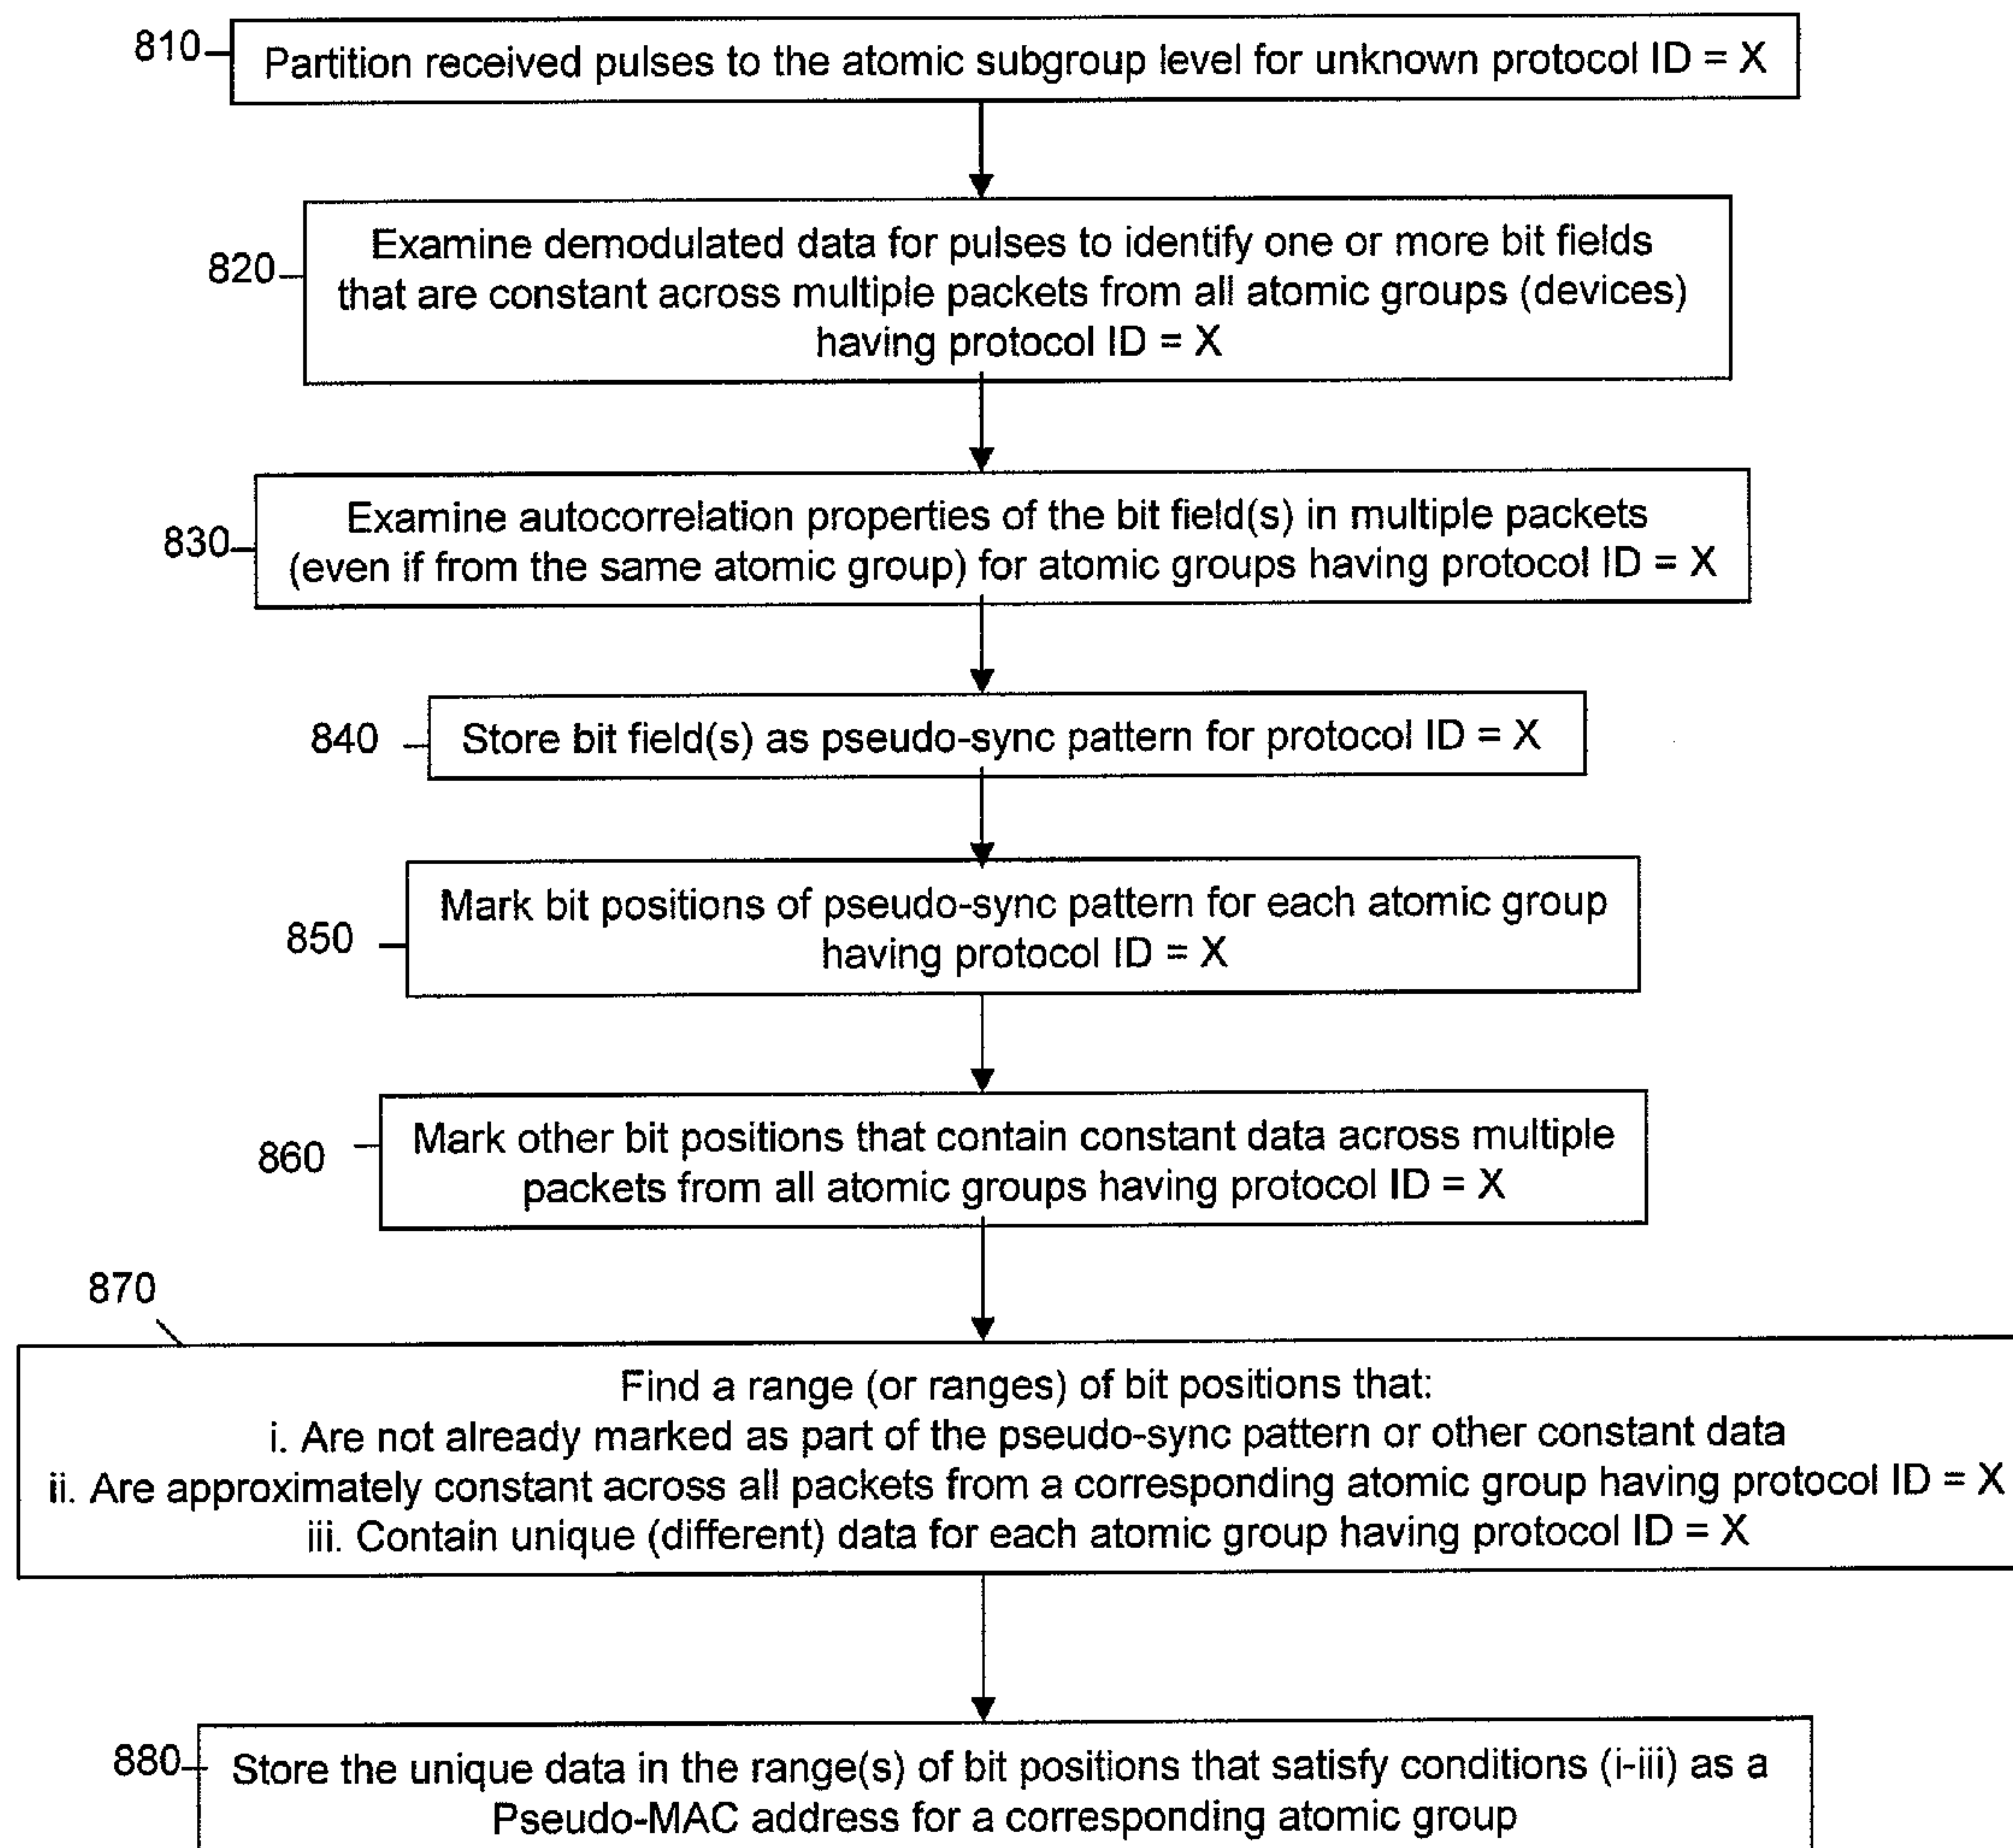 810
Partition received pulses to the atomic subgroup level for unknown protocol ID = X
820
Examine demodulated data for pulses to identify one or more bit fields
that are constant across multiple packets from all atomic groups (devices)
having protocol ID = X
830
Examine autocorrelation properties of the bit field(s) in multiple packets
(even if from the same atomic group) for atomic groups having protocol ID = X
840
Store bit field(s) as pseudo-sync pattern for protocol ID = X
850
Mark bit positions of pseudo-sync pattern for each atomic group
having protocol ID = X
860
Mark other bit positions that contain constant data across multiple
packets from all atomic groups having protocol ID = X
870
Find a range (or ranges) of bit positions that:
i. Are not already marked as part of the pseudo-sync pattern or other constant data
ii. Are approximately constant across all packets from a corresponding atomic group having protocol ID = X
iii. Contain unique (different) data for each atomic group having protocol ID = X
880
Store the unique data in the range(s) of bit positions that satisfy conditions (i-iii) as a
Pseudo-MAC address for a corresponding atomic group